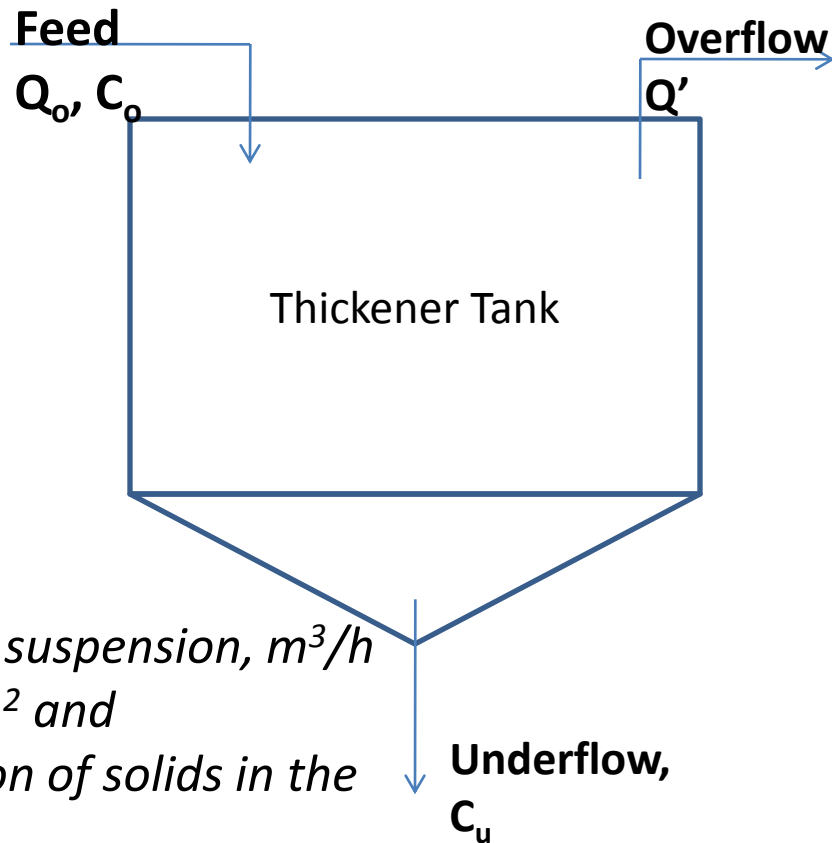 Feed
Qₒ, Cₒ
Overflow
Q’
Thickener Tank
suspension, m³/h
² and
on of solids in the
Underflow,
Cᵤ